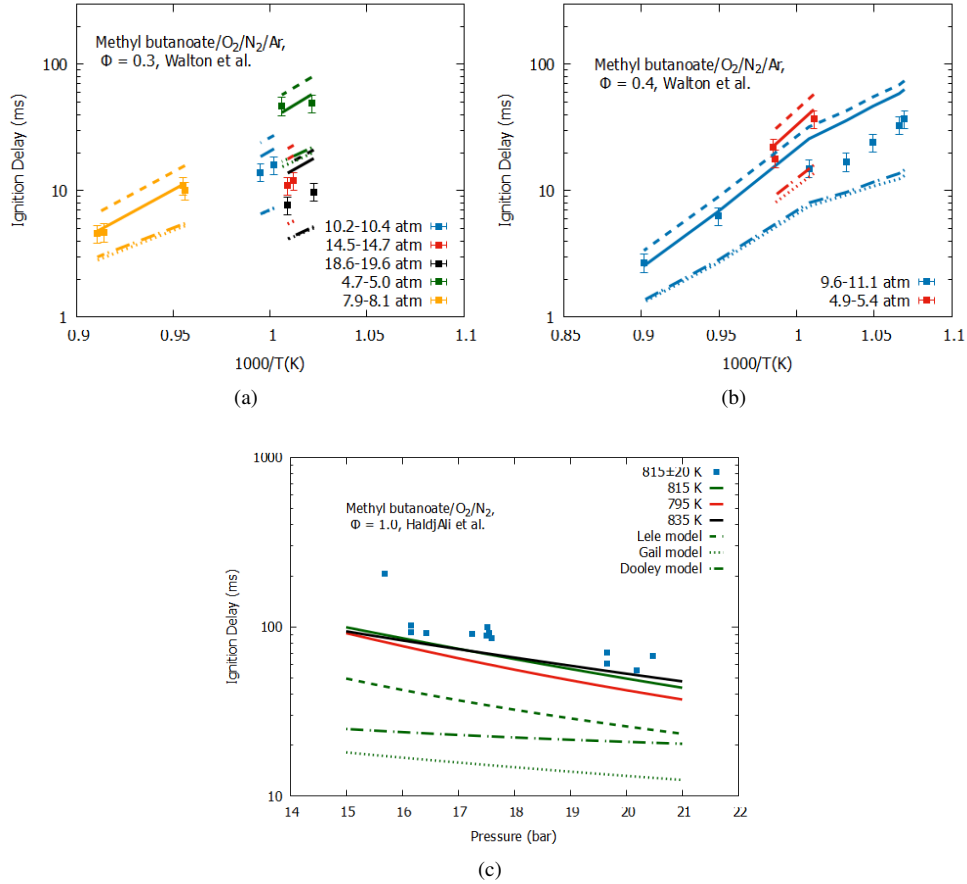 (a)
Methyl butanoate/O2/N2/Ar,
Φ = 0.3, Walton et al.
Ignition Delay (ms)
100
10
1
10.2-10.4 atm
14.5-14.7 atm
18.6-19.6 atm
4.7-5.0 atm
7.9-8.1 atm
0.9
0.95
1
1.05
1.1
1000/T(K)
(a)
(b)
Methyl butanoate/O2/N2/Ar,
Φ = 0.4, Walton et al.
Ignition Delay (ms)
100
10
1
9.6-11.1 atm
4.9-5.4 atm
0.85
0.9
0.95
1
1.05
1.1
1000/T(K)
(b)
Methyl butanoate/O2/N2,
Φ = 1.0, HaldjAli et al.
Ignition Delay (ms)
1000
100
10
815±20 K
815 K
795 K
835 K
Lele model
Gail model
Dooley model
14
15
16
17
18
19
20
21
22
Pressure (bar)
(c)